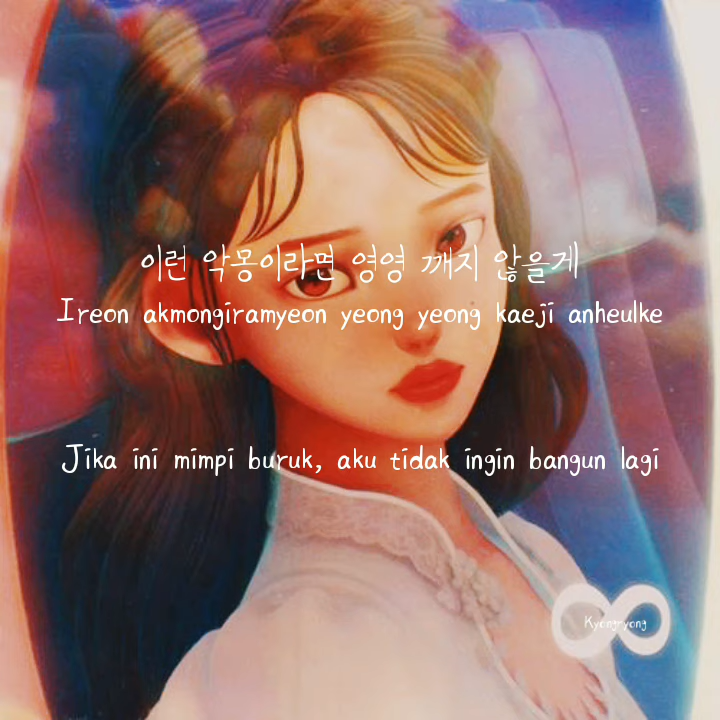 이런 악몽이라면 영영 깨지 않을게
Ireon akmongiramyeon yeong yeong kaeji anheulke
Jika ini mimpi buruk, aku tidak ingin bangun lagi